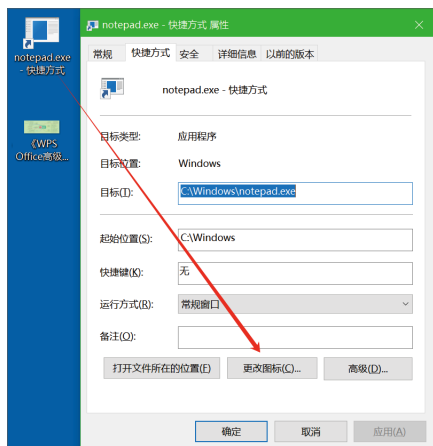 notepad.exe
- 快捷方式
《WPS
Office高级...
notepad.exe - 快捷方式 属性
常规 快捷方式 安全 详细信息 以前的版本
notepad.exe - 快捷方式
目标类型: 应用程序
目标位置: Windows
目标(T): C:\Windows\notepad.exe
起始位置(S): C:\Windows
快捷键(K): 无
运行方式(R): 常规窗口
备注(O):
打开文件所在的位置(F) 更改图标(C)... 高级(D)...
确定 取消 应用(A)